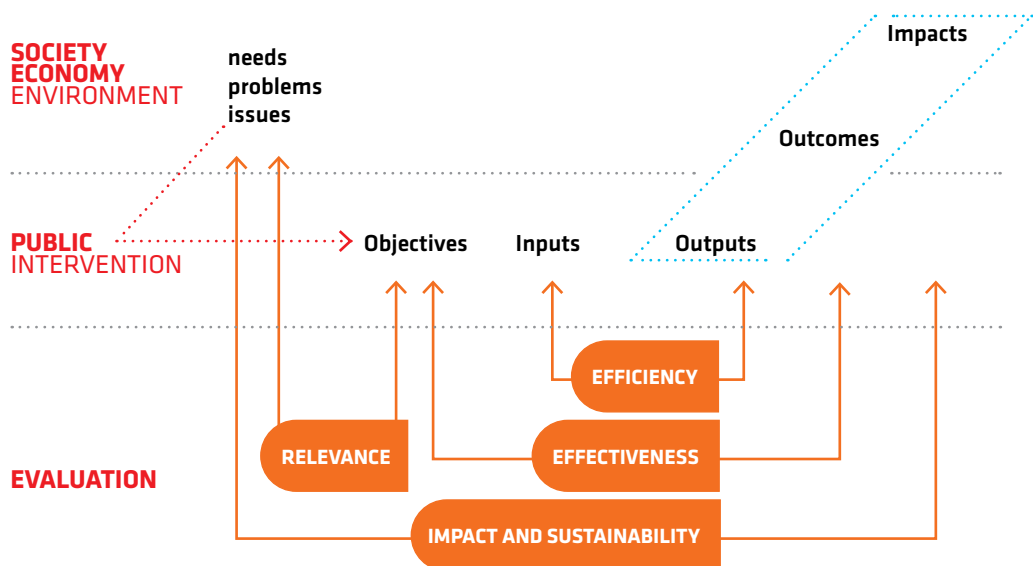 SOCIETY
ECONOMY
ENVIRONMENT
needs
problems
issues
Impacts
Outcomes
PUBLIC
INTERVENTION
Objectives
Inputs
Outputs
EVALUATION
EFFICIENCY
RELEVANCE
EFFECTIVENESS
IMPACT AND SUSTAINABILITY